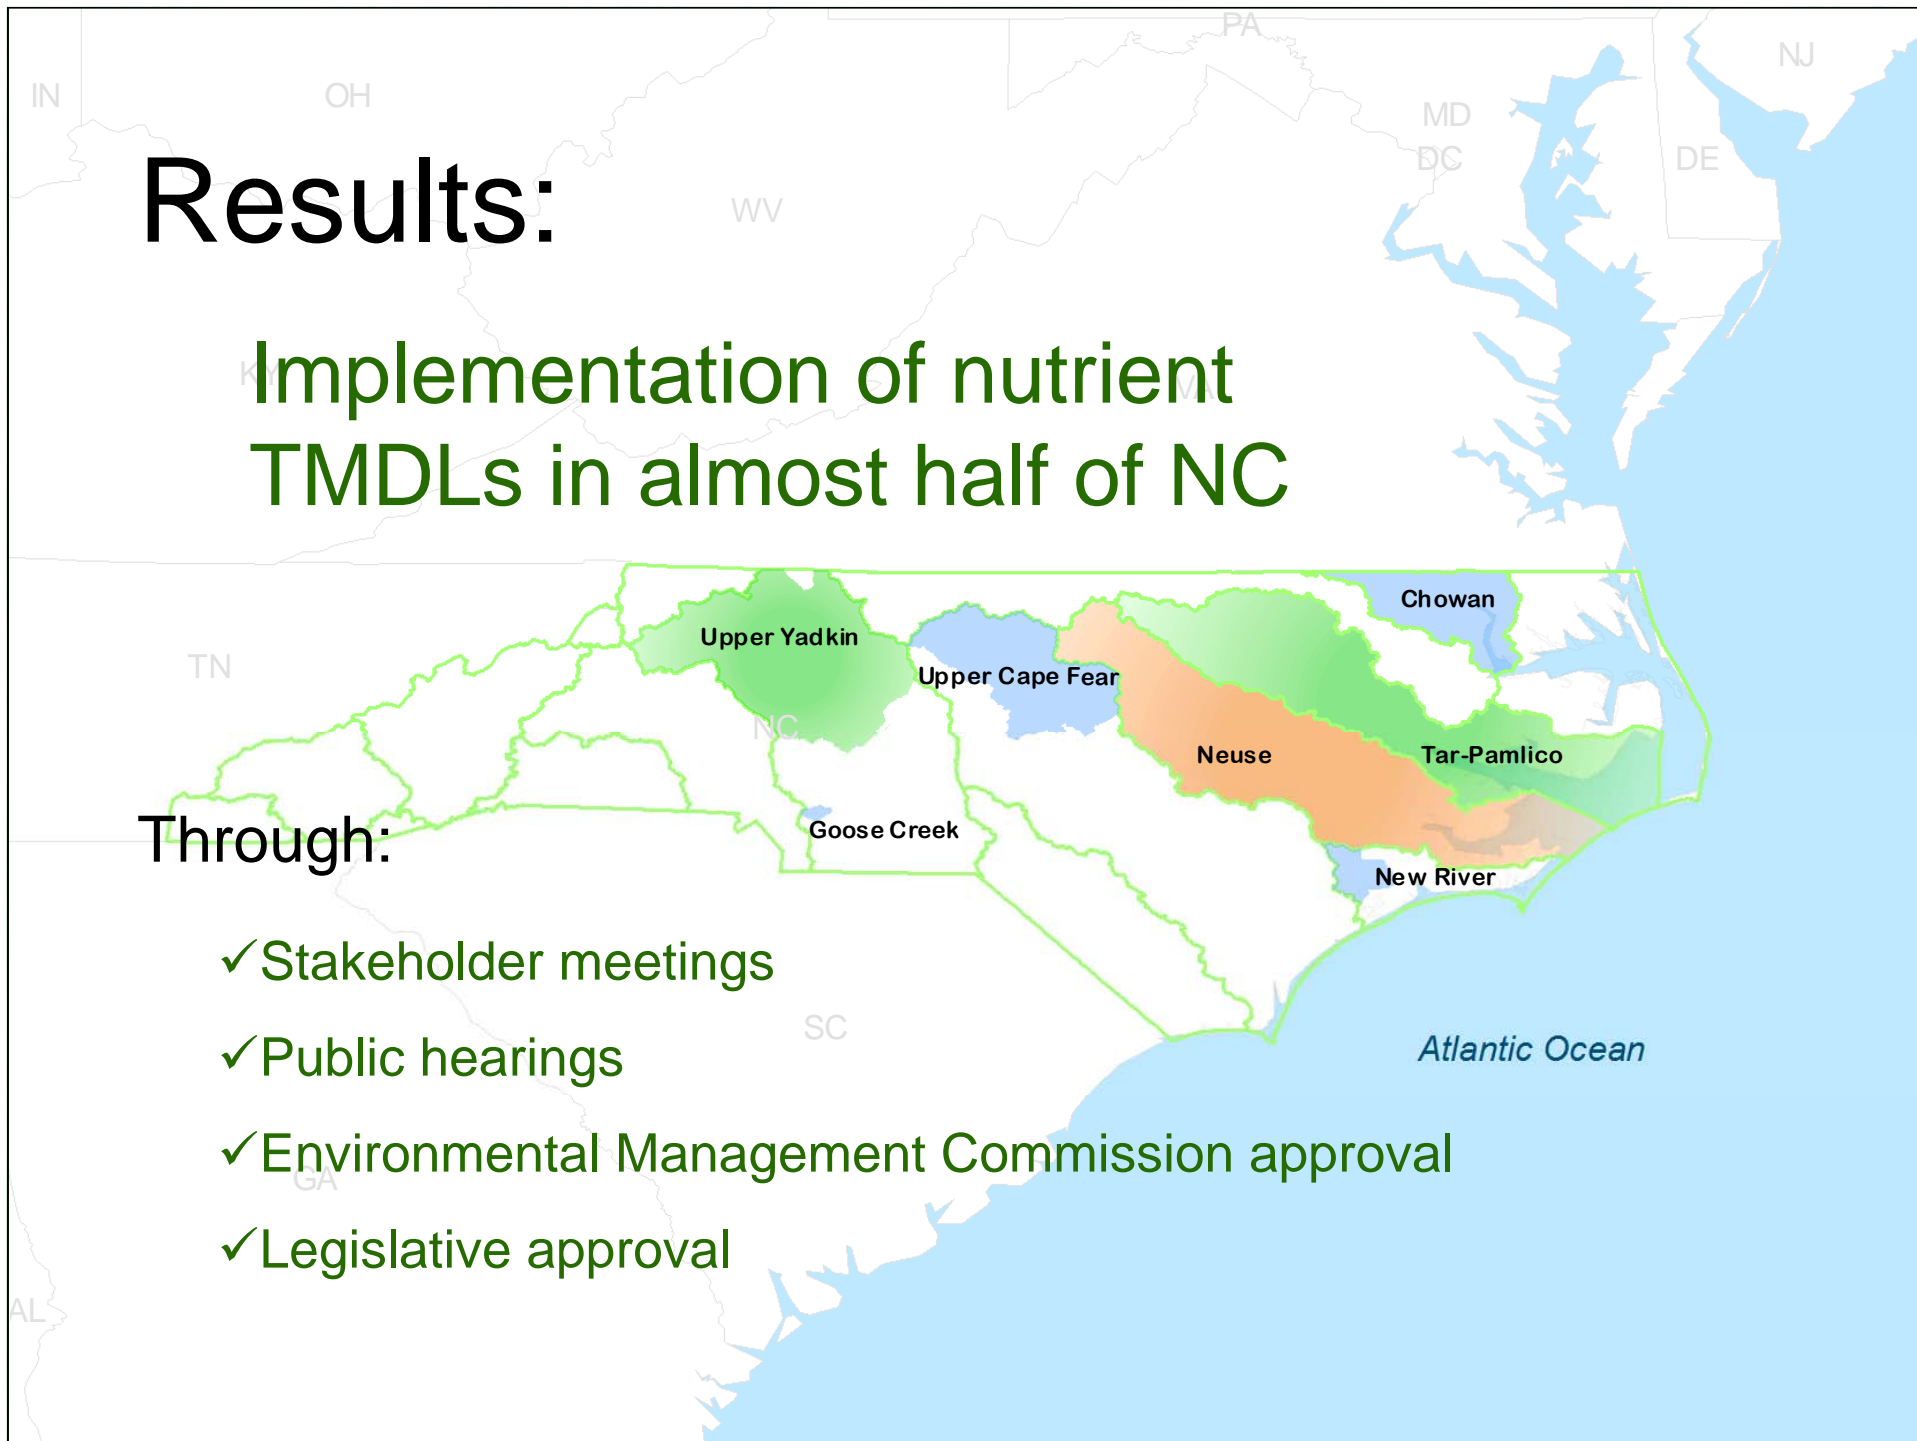 PA
NJ
IN
OH
MD
DC
DE
Results:
WV
KY
Implementation of nutrient
VA
TMDLs in almost half of NC
Chowan
Upper Yadkin
TN
Upper Cape Fear
NC
Neuse
Tar-Pamlico
Goose Creek
Through:
New River
✓Stakeholder meetings
SC
Atlantic Ocean
✓Public hearings
✓Environmental Management Commission approval
GA
✓Legislative approval
AL